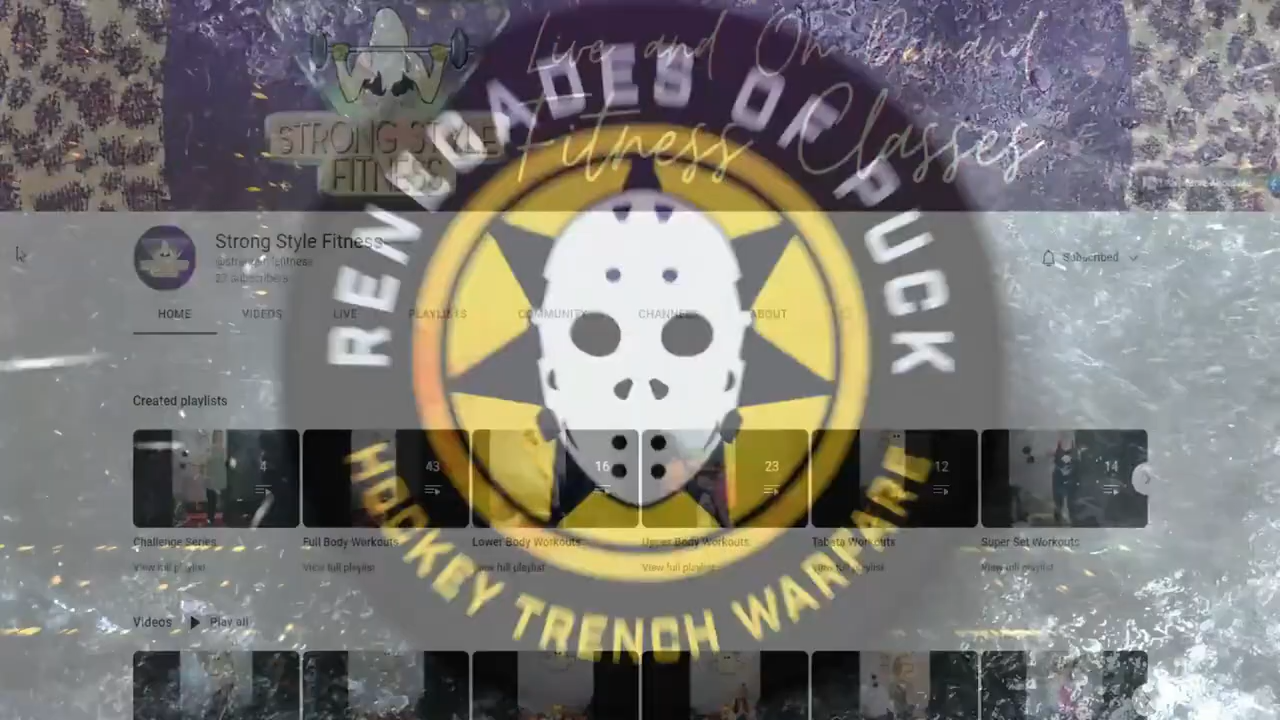 Live and On Demand
Fitness Classes
STRONG STYLE
FITNESS
RENEGADES OF PUCK
HOCKEY TRENCH WARFARE
Strong Style Fitness
subscribers
Subscribed
HOME VIDEOS LIVE PLAYLISTS COMMUNITY CHANNELS ABOUT
Created playlists
4 43 16 23 12 14
Challenge Series Full Body Workouts Lower Body Workouts Upper Body Workouts Tabata Workouts Super Set Workouts
View full playlist View full playlist View full playlist View full playlist View full playlist View full playlist
Videos Play all